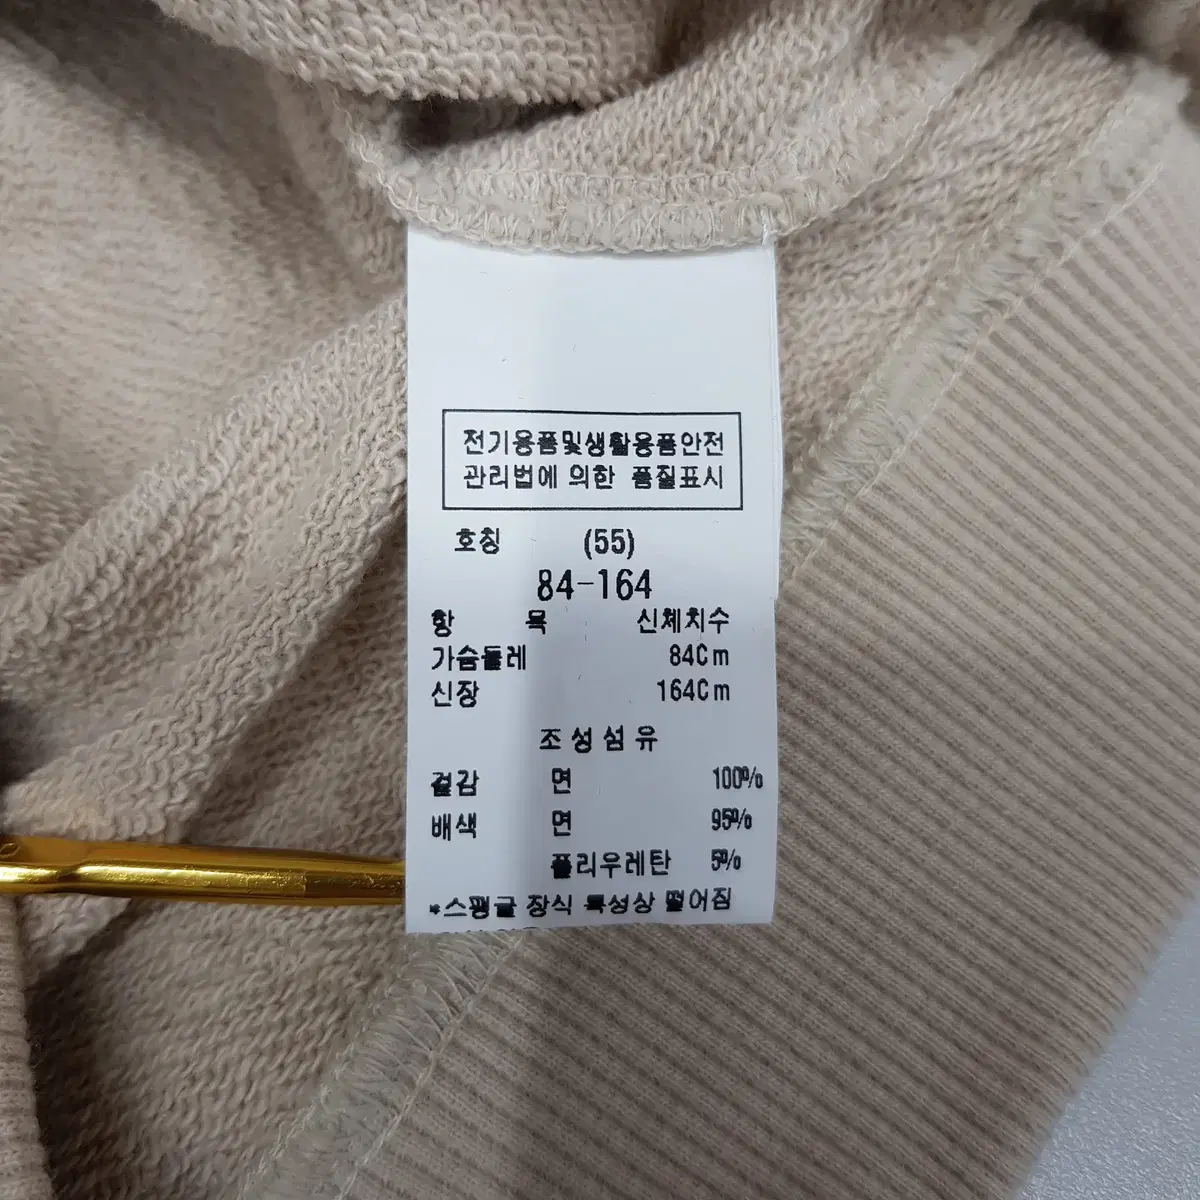 전기용품및생활용품안전
관리법에 의한 품질표시
호칭 (55)
84-164
항 목 신체치수
가슴둘레 84Cm
신장 164Cm
조성섬유
겉감 면 100%
배색 면 95%
폴리우레탄 5%
*스팽글 장식 특성상 떨어짐